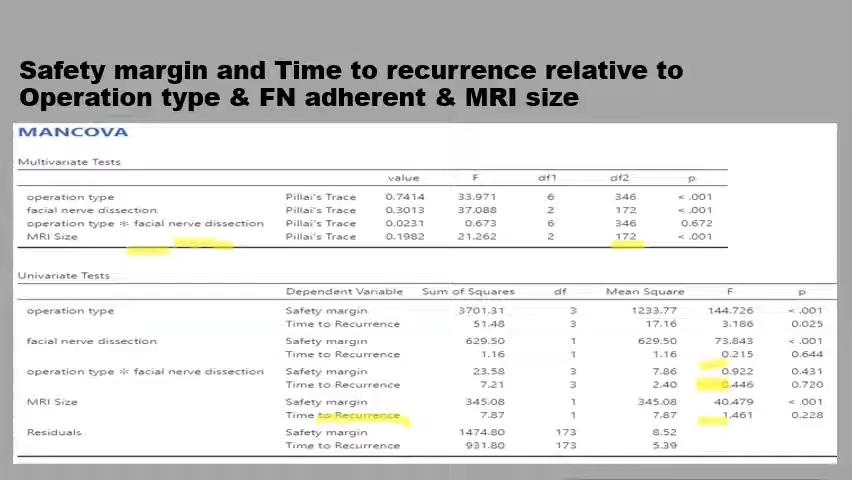 Safety margin and Time to recurrence relative to
Operation type & FN adherent & MRI size
MANCOVA
Multivariate Tests
value F df1 df2 p
operation type Pillai's Trace 0.7414 33.971 6 346 < .001
facial nerve dissection Pillai's Trace 0.3013 37.088 2 172 < .001
operation type * facial nerve dissection Pillai's Trace 0.0231 0.673 6 346 0.672
MRI Size Pillai's Trace 0.1982 21.262 2 172 < .001
Univariate Tests
Dependent Variable Sum of Squares df Mean Square F p
operation type Safety margin 3701.31 3 1233.77 144.726 < .001
Time to Recurrence 51.48 3 17.16 3.186 0.025
facial nerve dissection Safety margin 629.50 1 629.50 73.843 < .001
Time to Recurrence 1.16 1 1.16 0.215 0.644
operation type * facial nerve dissection Safety margin 23.58 3 7.86 0.922 0.431
Time to Recurrence 7.21 3 2.40 0.446 0.720
MRI Size Safety margin 345.08 1 345.08 40.479 < .001
Time to Recurrence 7.87 1 7.87 1.461 0.228
Residuals Safety margin 1474.80 173 8.52
Time to Recurrence 931.80 173 5.39